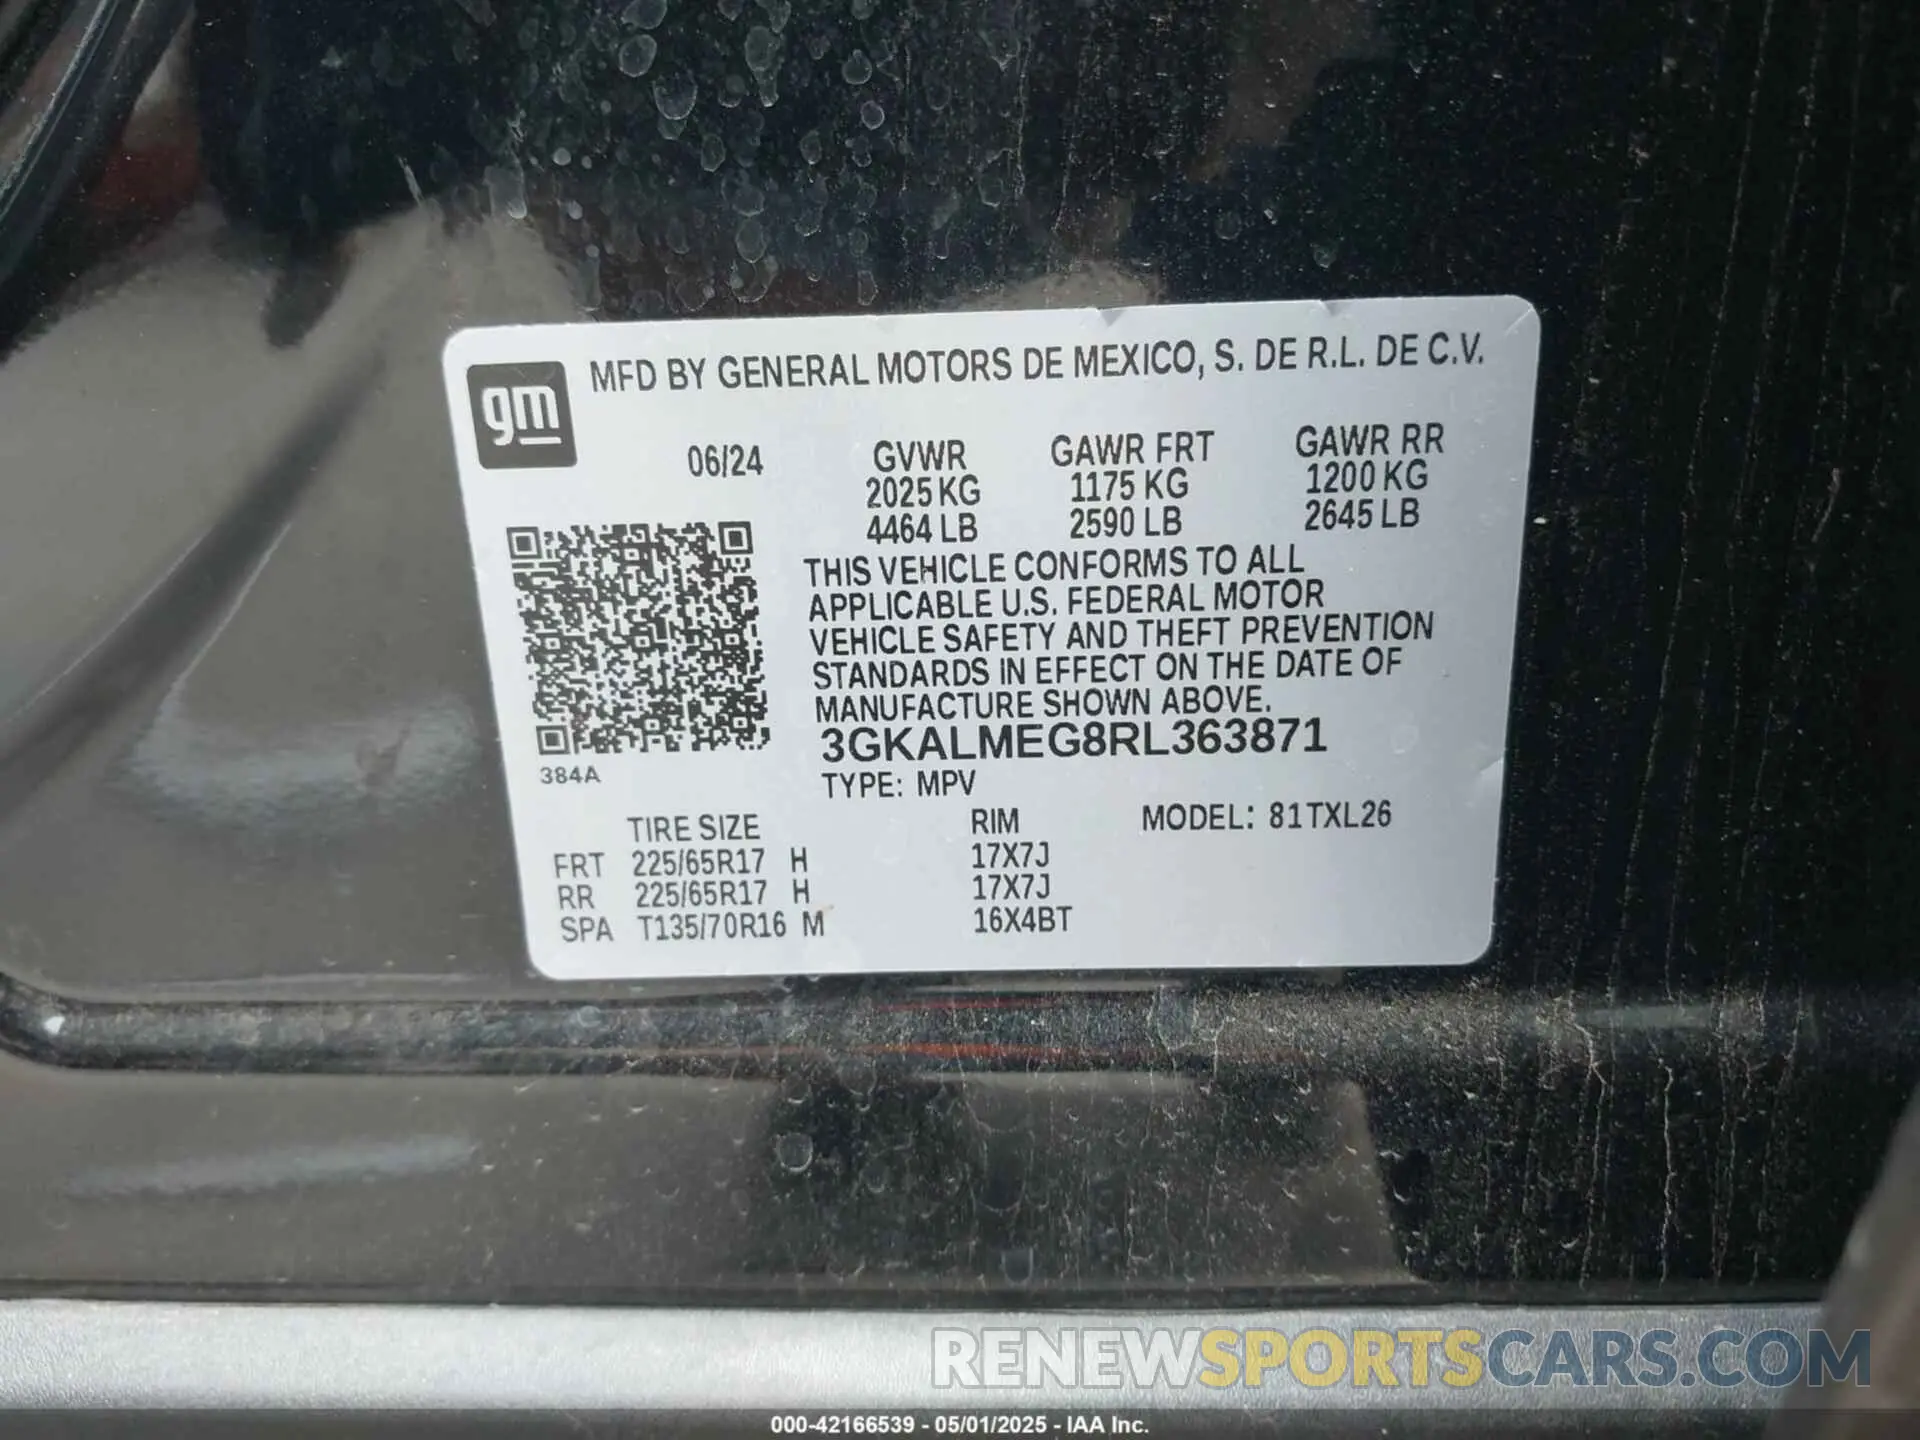 gm MFD BY GENERAL MOTORS DE MEXICO, S. DE R.L. DE C.V.
06/24 GVWR GAWR FRT GAWR RR
2025 KG 1175 KG 1200 KG
4464 LB 2590 LB 2645 LB
THIS VEHICLE CONFORMS TO ALL
APPLICABLE U.S. FEDERAL MOTOR
VEHICLE SAFETY AND THEFT PREVENTION
STANDARDS IN EFFECT ON THE DATE OF
MANUFACTURE SHOWN ABOVE.
3GKALMEG8RL363871
384A TYPE: MPV
TIRE SIZE RIM MODEL: 81TXL26
FRT 225/65R17 H 17X7J
RR 225/65R17 H 17X7J
SPA T135/70R16 M 16X4BT
RENEWSPORTSCARS.COM
000-42166539 - 05/01/2025 - IAA Inc.